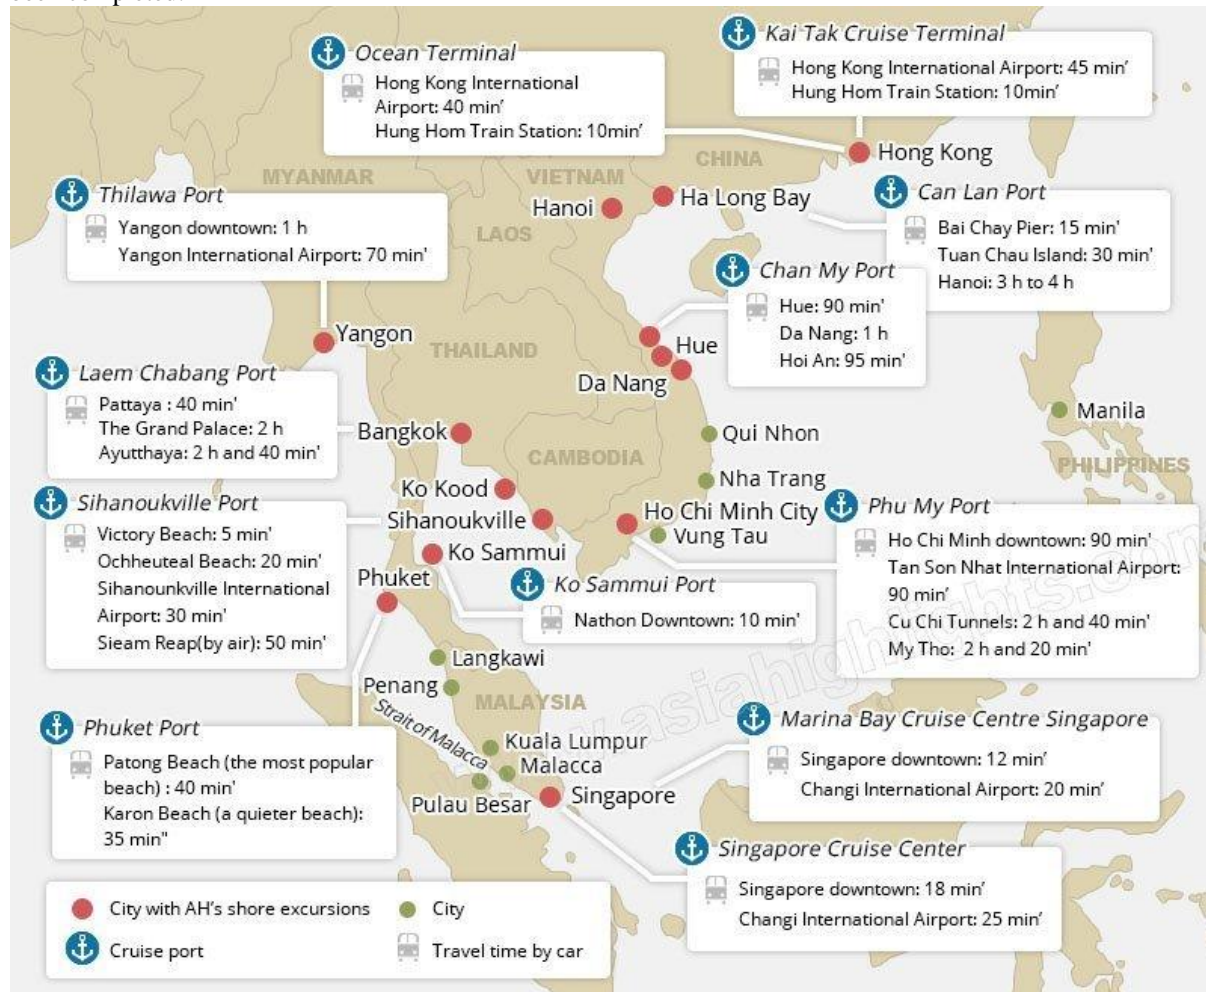 Ocean Terminal
Hong Kong International
Airport: 40 min’
Hung Hom Train Station: 10min’
Kai Tak Cruise Terminal
Hong Kong International Airport: 45 min’
Hung Hom Train Station: 10min’
CHINA
Hong Kong
MYANMAR
VIETNAM
LAOS
Hanoi
Ha Long Bay
Thilawa Port
Yangon downtown: 1 h
Yangon International Airport: 70 min'
Can Lan Port
Bai Chay Pier: 15 min'
Tuan Chau Island: 30 min'
Hanoi: 3 h to 4 h
Chan My Port
Hue: 90 min'
Da Nang: 1 h
Hoi An: 95 min'
Yangon
THAILAND
Hue
Da Nang
Laem Chabang Port
Pattaya : 40 min'
The Grand Palace: 2 h
Ayutthaya: 2 h and 40 min'
Bangkok
CAMBODIA
Qui Nhon
Nha Trang
Manila
PHILIPPINES
Ko Kood
Sihanoukville
Ho Chi Minh City
Vung Tau
Sihanoukville Port
Victory Beach: 5 min'
Ochheuteal Beach: 20 min'
Sihanounkville International
Airport: 30 min'
Sieam Reap(by air): 50 min'
Ko Sammui
Phuket
Ko Sammui Port
Nathon Downtown: 10 min'
Phu My Port
Ho Chi Minh downtown: 90 min'
Tan Son Nhat International Airport:
90 min’
Cu Chi Tunnels: 2 h and 40 min'
My Tho: 2 h and 20 min'
Langkawi
Penang
MALAYSIA
Strait of Malacca
Kuala Lumpur
Malacca
Pulau Besar
Singapore
Phuket Port
Patong Beach (the most popular
beach) : 40 min'
Karon Beach (a quieter beach):
35 min"
Marina Bay Cruise Centre Singapore
Singapore downtown: 12 min’
Changi International Airport: 20 min’
Singapore Cruise Center
Singapore downtown: 18 min’
Changi International Airport: 25 min’
City with AH’s shore excursions
City
Cruise port
Travel time by car